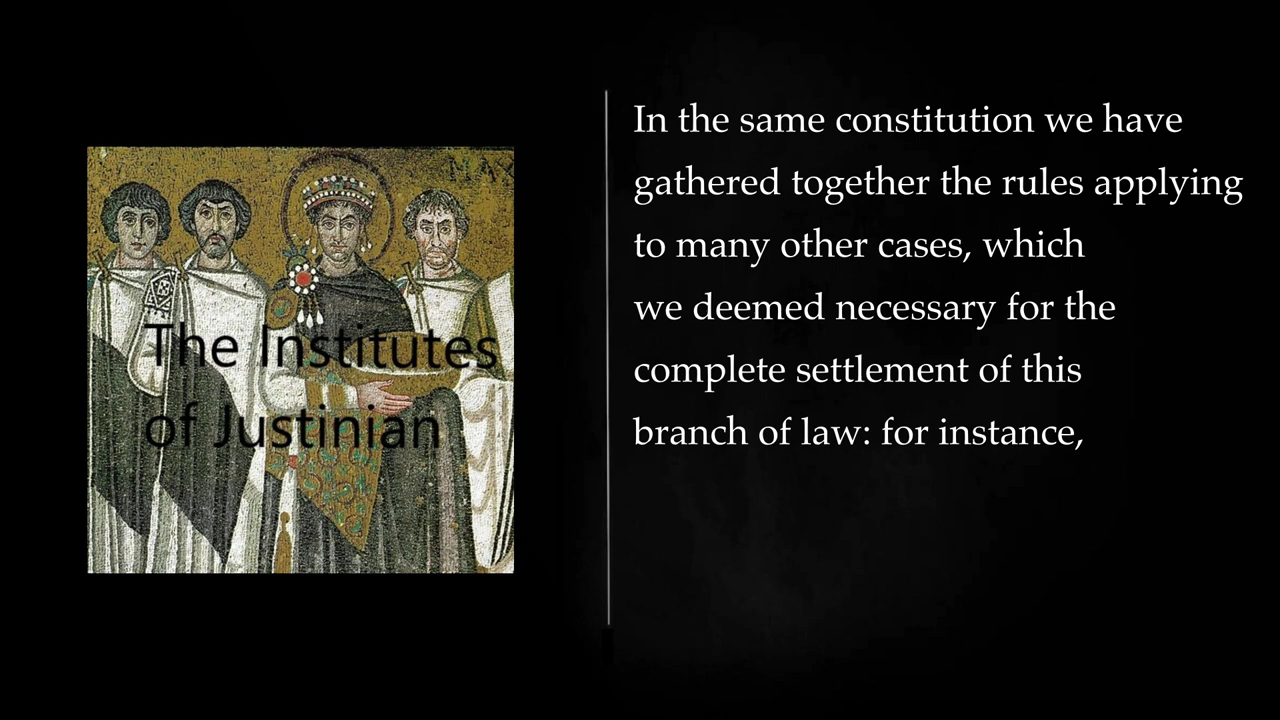 The Institutes
of Justinian
In the same constitution we have
gathered together the rules applying
to many other cases, which
we deemed necessary for the
complete settlement of this
branch of law: for instance,